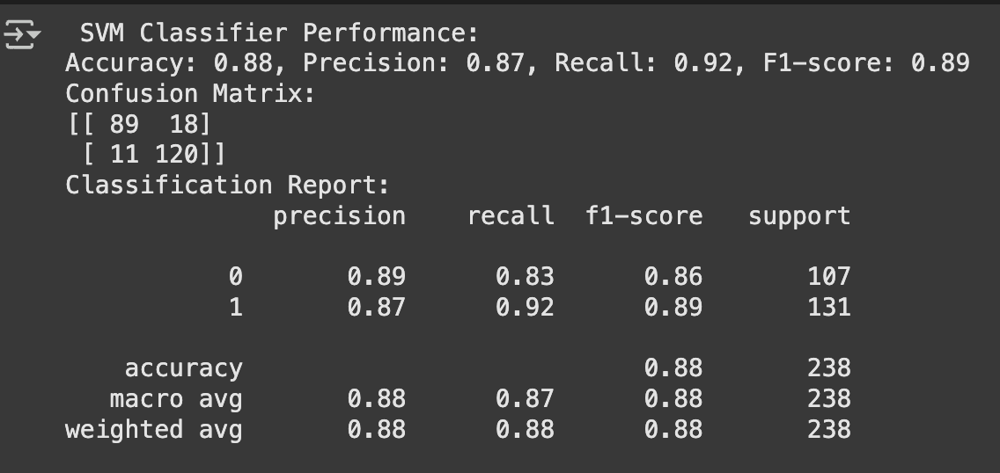 SVM Classifier Performance:
Accuracy: 0.88, Precision: 0.87, Recall: 0.92, F1-score: 0.89
Confusion Matrix:
[[ 89  18]
 [ 11 120]]
Classification Report:
              precision    recall  f1-score   support

           0       0.89      0.83      0.86       107
           1       0.87      0.92      0.89       131

    accuracy                           0.88       238
   macro avg       0.88      0.87      0.88       238
weighted avg       0.88      0.88      0.88       238